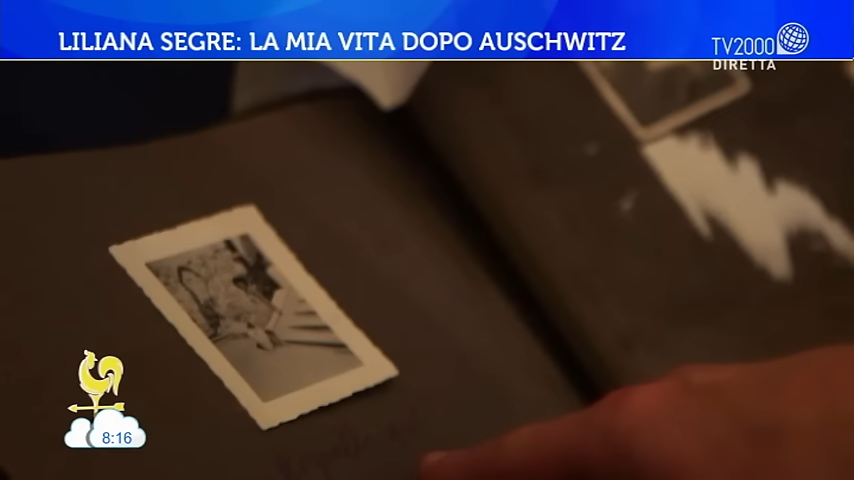 LILIANA SEGRE: LA MIA VITA DOPO AUSCHWITZ
TV2000
DIRETTA
8:16